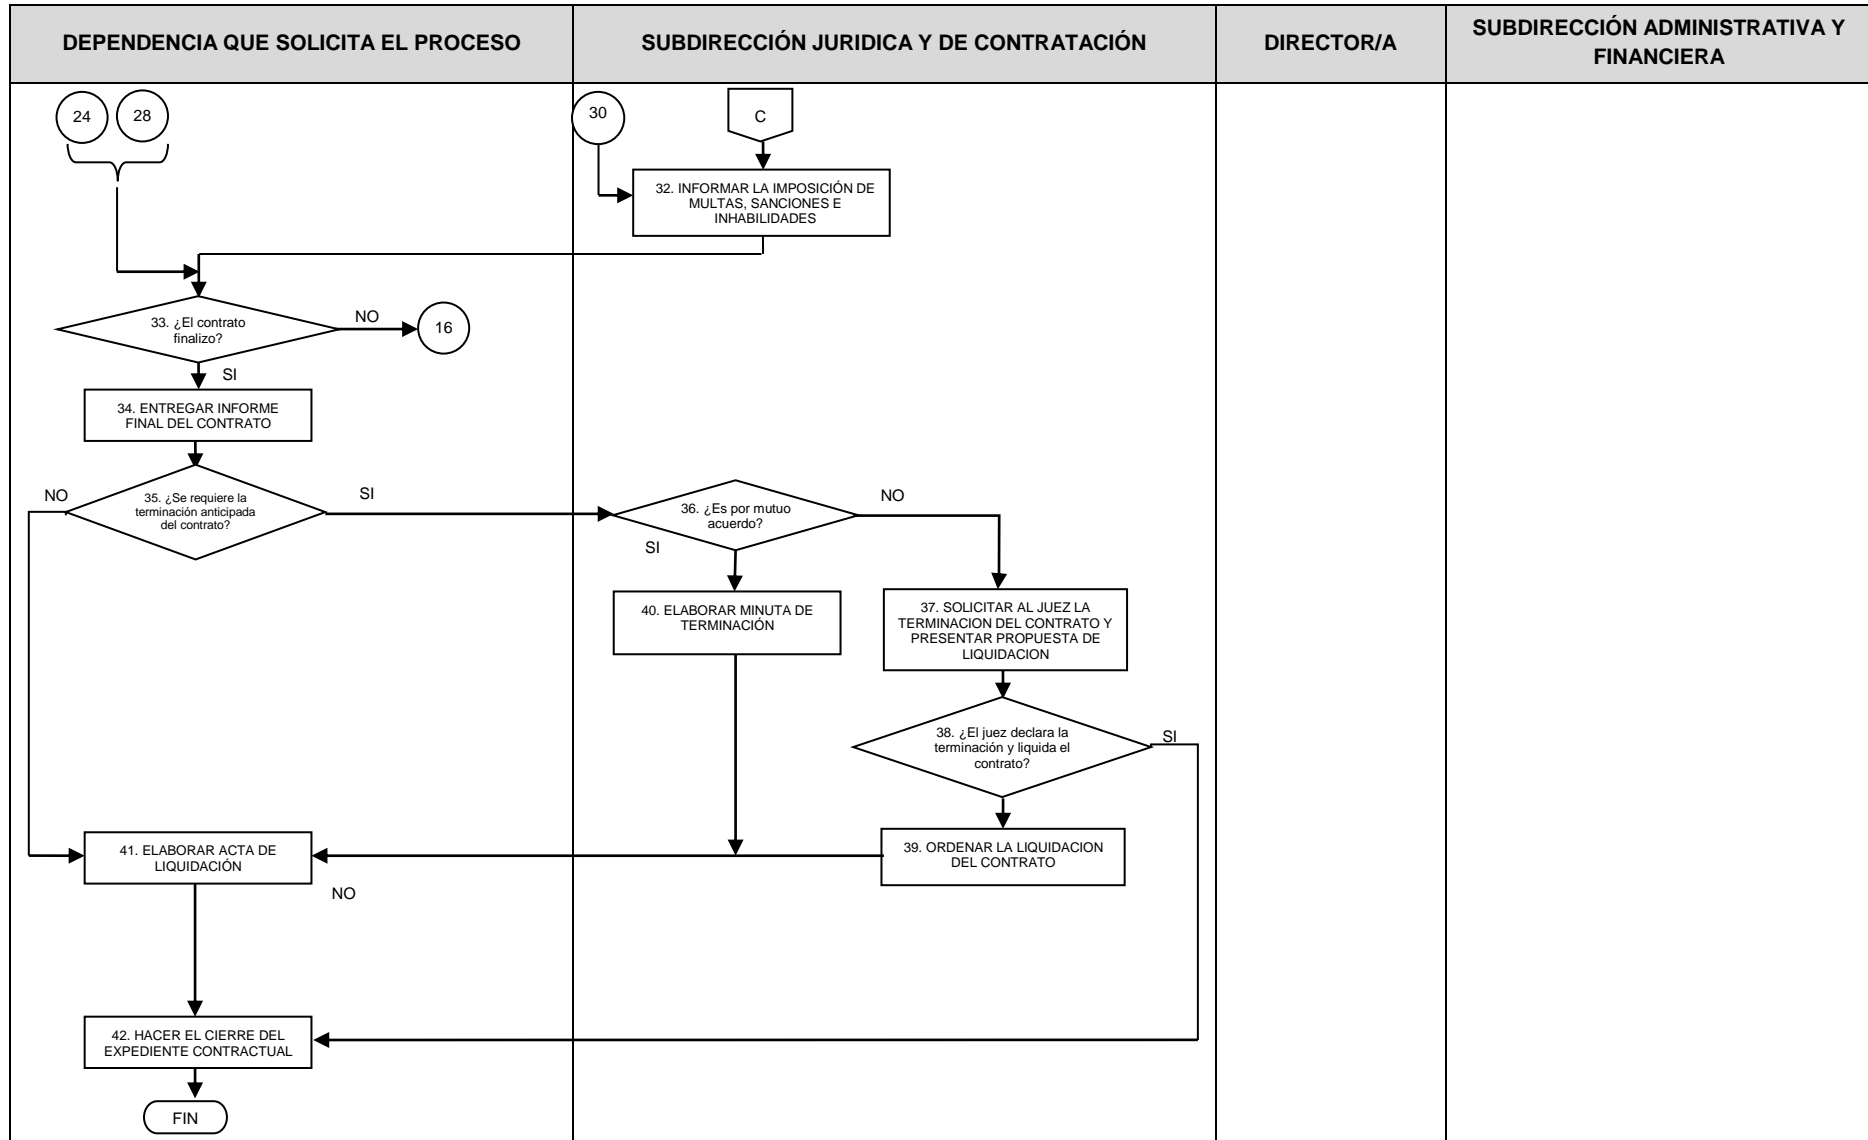 DEPENDENCIA QUE SOLICITA EL PROCESO
SUBDIRECCIÓN JURIDICA Y DE CONTRATACIÓN
DIRECTOR/A
SUBDIRECCIÓN ADMINISTRATIVA Y
FINANCIERA
24
28
30
C
32. INFORMAR LA IMPOSICIÓN DE
MULTAS, SANCIONES E
INHABILIDADES
33. ¿El contrato
finalizo?
NO
16
SI
34. ENTREGAR INFORME
FINAL DEL CONTRATO
NO
35. ¿Se requiere la
terminación anticipada
del contrato?
SI
36. ¿Es por mutuo
acuerdo?
NO
SI
40. ELABORAR MINUTA DE
TERMINACIÓN
37. SOLICITAR AL JUEZ LA
TERMINACION DEL CONTRATO Y
PRESENTAR PROPUESTA DE
LIQUIDACION
38. ¿El juez declara la
terminación y liquida el
contrato?
SI
41. ELABORAR ACTA DE
LIQUIDACIÓN
39. ORDENAR LA LIQUIDACION
DEL CONTRATO
NO
42. HACER EL CIERRE DEL
EXPEDIENTE CONTRACTUAL
FIN